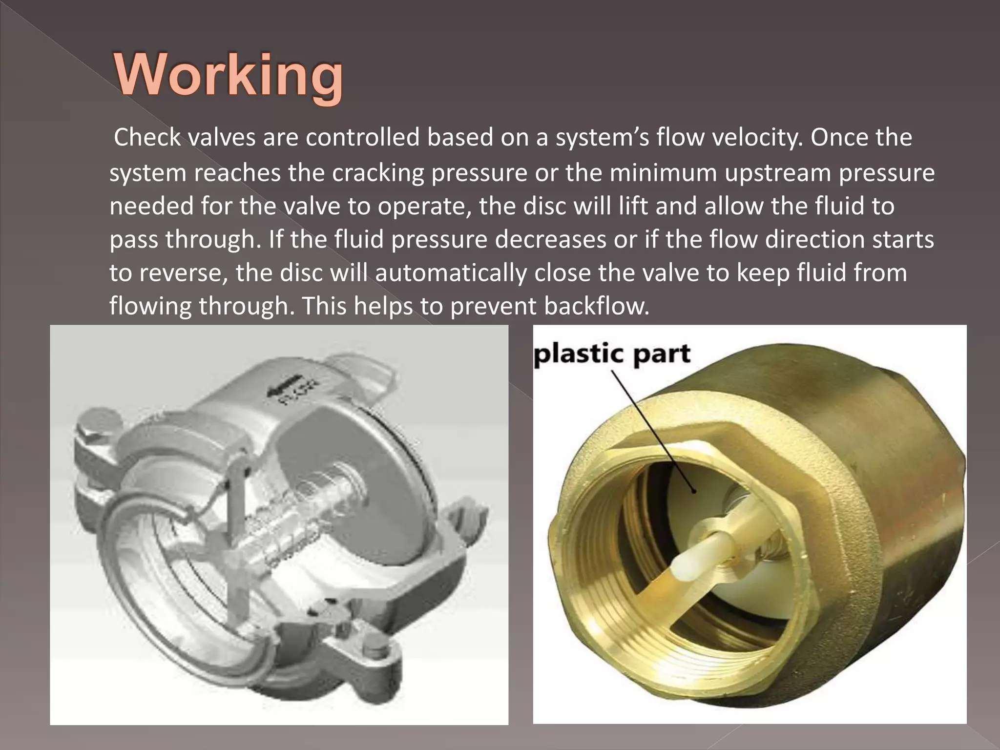 Working
Check valves are controlled based on a system’s flow velocity. Once the
system reaches the cracking pressure or the minimum upstream pressure
needed for the valve to operate, the disc will lift and allow the fluid to
pass through. If the fluid pressure decreases or if the flow direction starts
to reverse, the disc will automatically close the valve to keep fluid from
flowing through. This helps to prevent backflow.
plastic part
FLOW